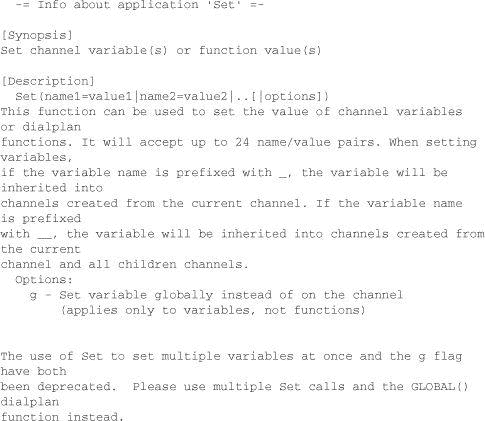 -= Info about application 'Set' =-
[Synopsis]
Set channel variable(s) or function value(s)
[Description]
Set(name1=value1|name2=value2|..[|options])
This function can be used to set the value of channel variables
or dialplan
functions. It will accept up to 24 name/value pairs. When setting
variables,
if the variable name is prefixed with _, the variable will be
inherited into
channels created from the current channel. If the variable name
is prefixed
with __, the variable will be inherited into channels created from
the current
channel and all children channels.
Options:
g - Set variable globally instead of on the channel
(applies only to variables, not functions)
The use of Set to set multiple variables at once and the g flag
have both
been deprecated.  Please use multiple Set calls and the GLOBAL()
dialplan
function instead.